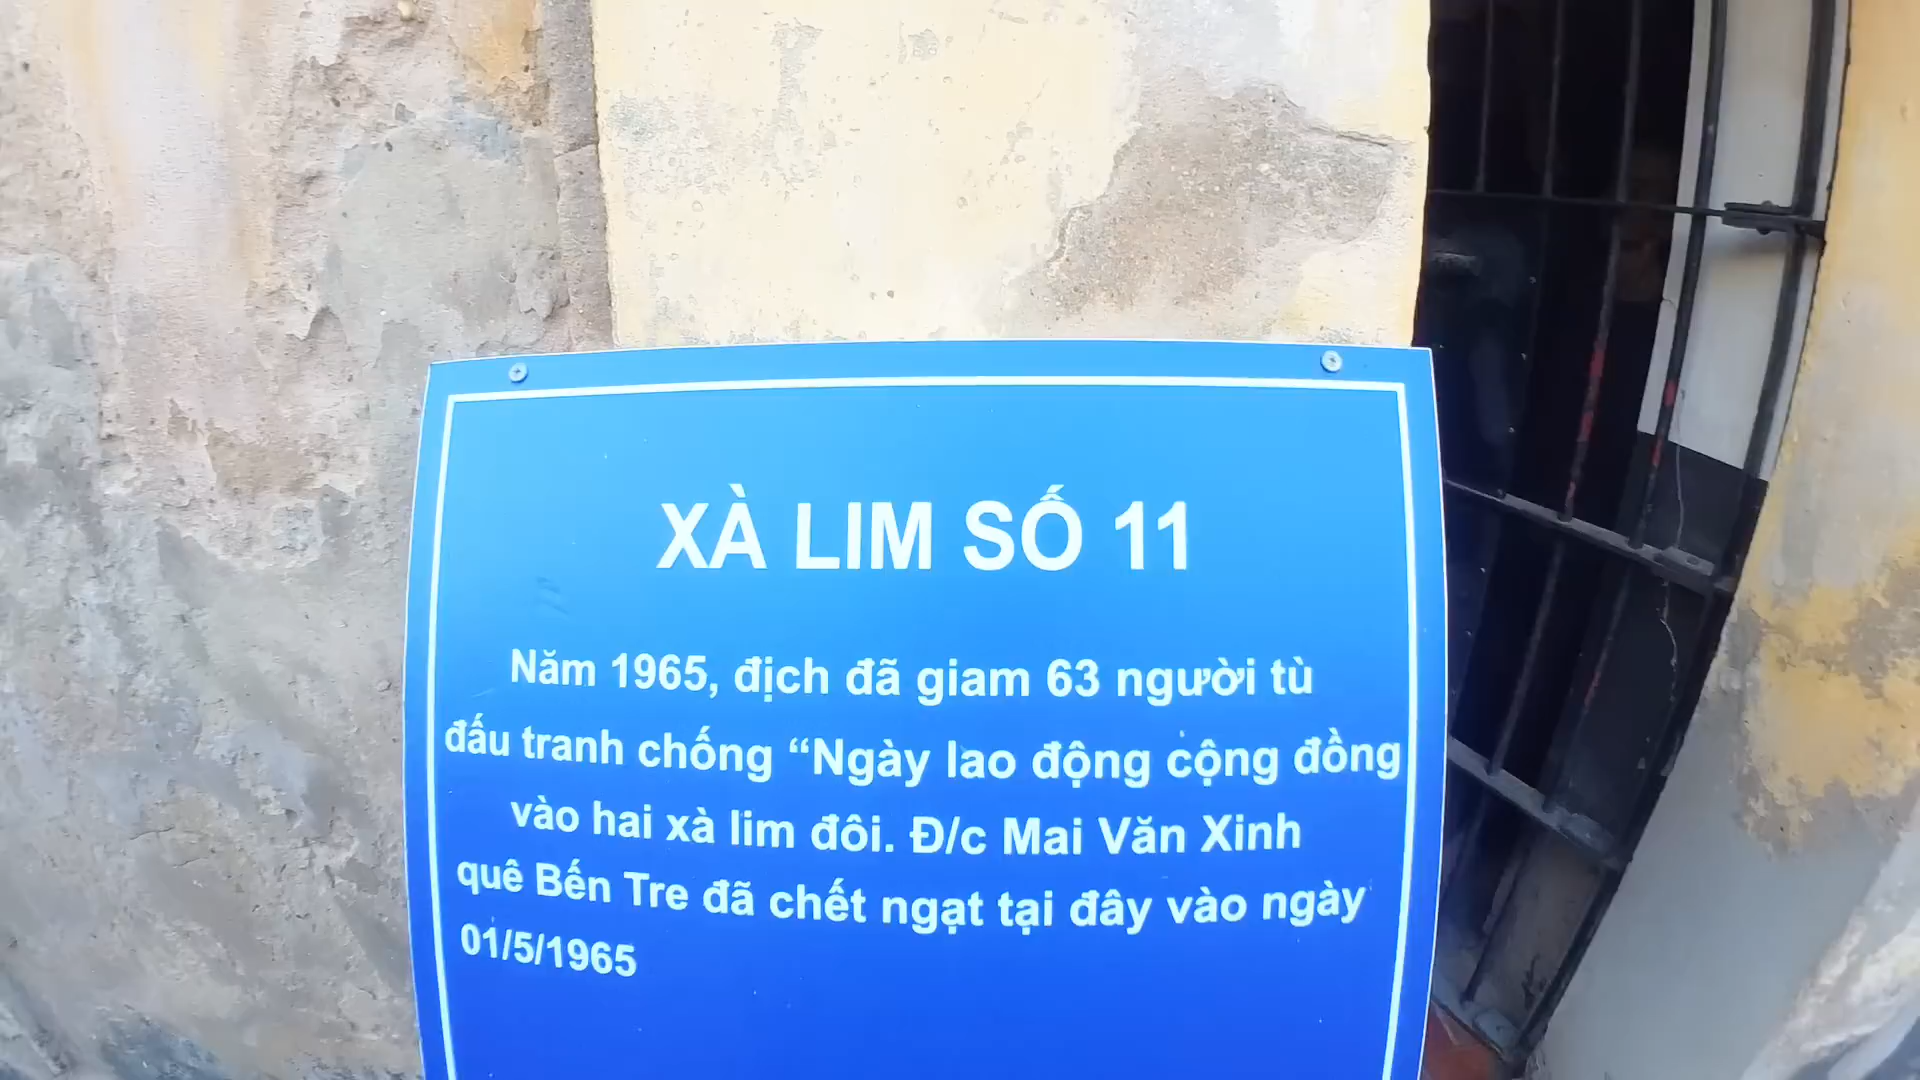 XÀ LIM SỐ 11
Năm 1965, địch đã giam 63 người tù
đấu tranh chống “Ngày lao động cộng đồng
vào hai xà lim đôi. Đ/c Mai Văn Xinh
quê Bến Tre đã chết ngạt tại đây vào ngày
01/5/1965